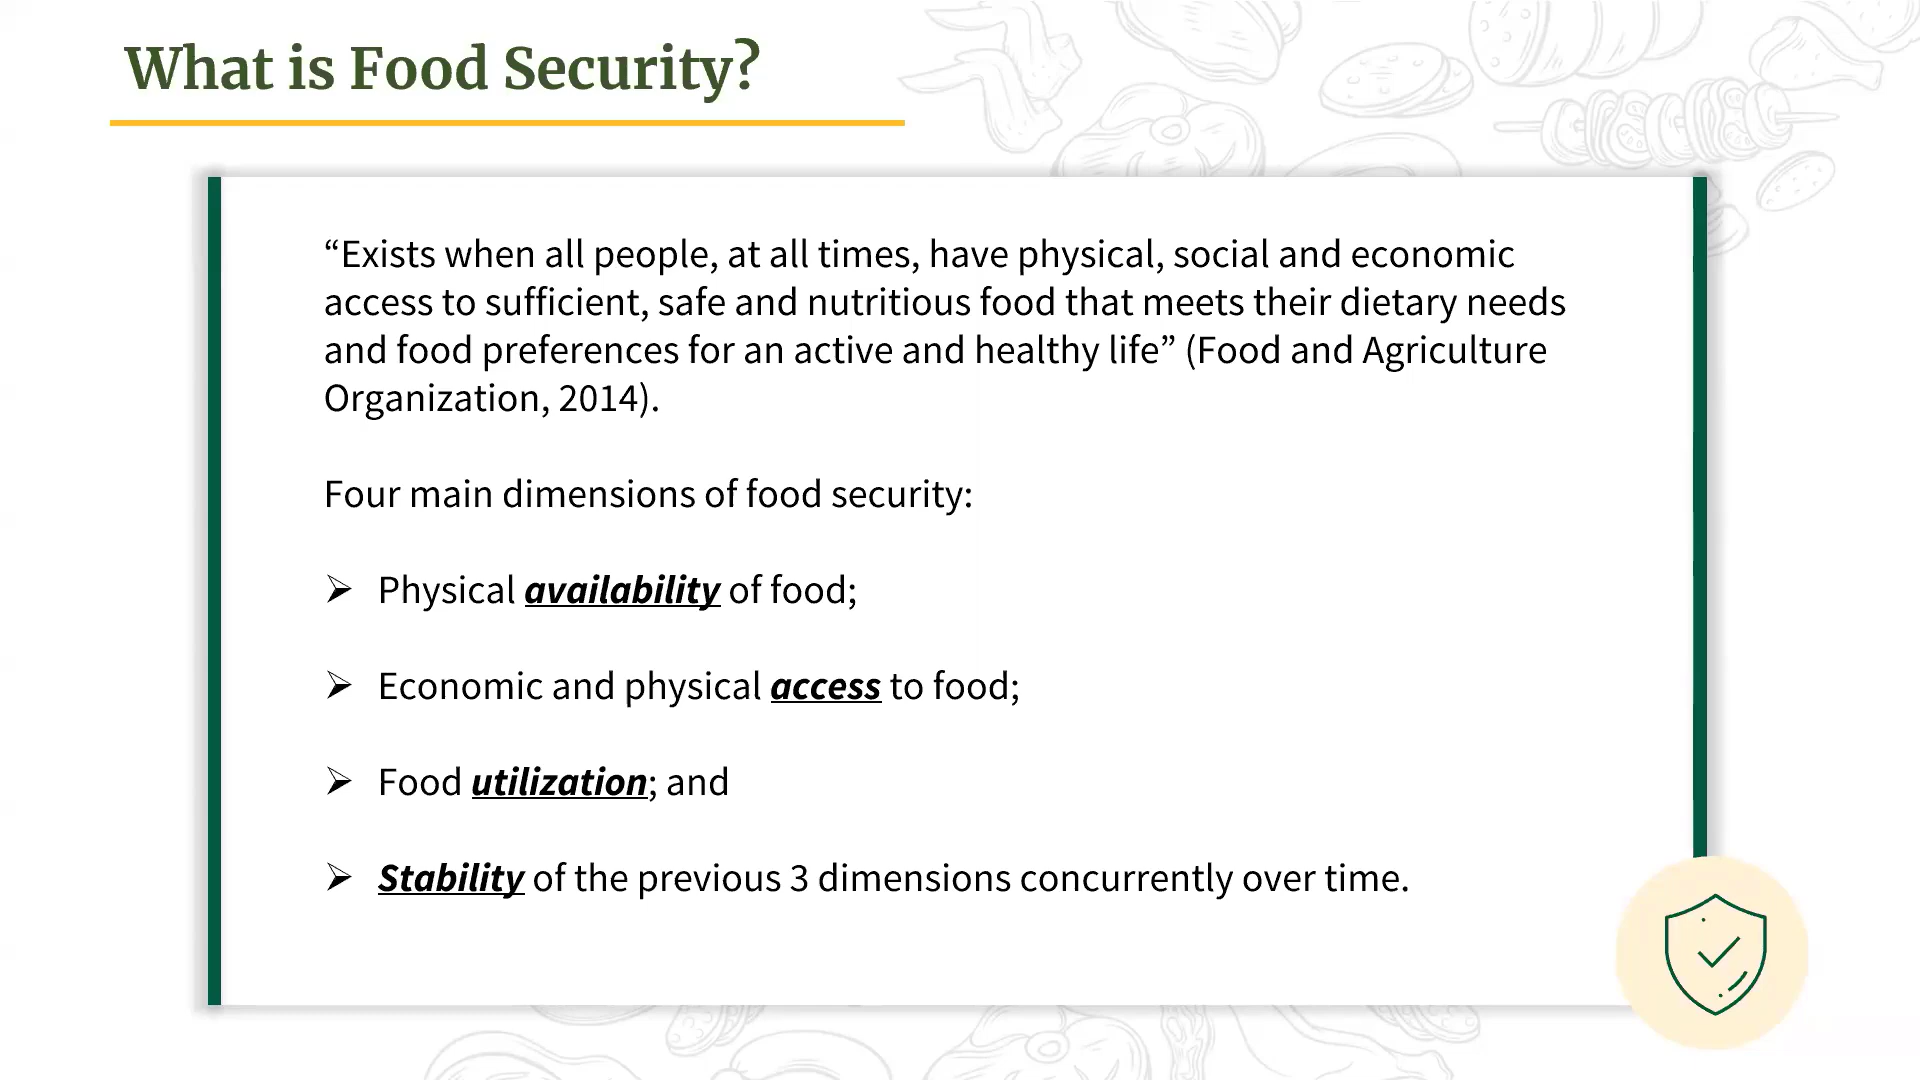 What is Food Security?
“Exists when all people, at all times, have physical, social and economic
access to sufficient, safe and nutritious food that meets their dietary needs
and food preferences for an active and healthy life” (Food and Agriculture
Organization, 2014).
Four main dimensions of food security:
➢ Physical availability of food;
➢ Economic and physical access to food;
➢ Food utilization; and
➢ Stability of the previous 3 dimensions concurrently over time.